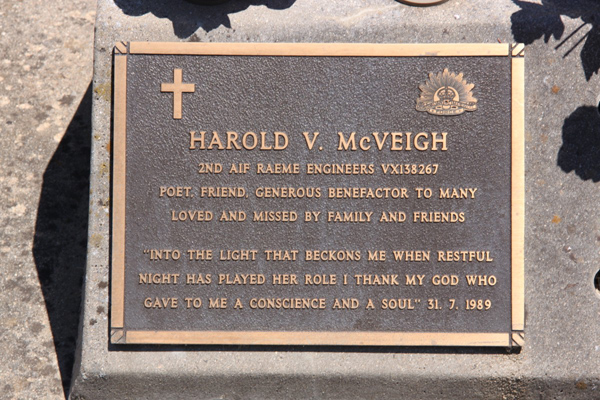 HAROLD V. McVEIGH
2ND AIF RAEME ENGINEERS VX138267
POET, FRIEND, GENEROUS BENEFACTOR TO MANY
LOVED AND MISSED BY FAMILY AND FRIENDS
"INTO THE LIGHT THAT BECKONS ME WHEN RESTFUL
NIGHT HAS PLAYED HER ROLE I THANK MY GOD WHO
GAVE TO ME A CONSCIENCE AND A SOUL" 31. 7. 1989